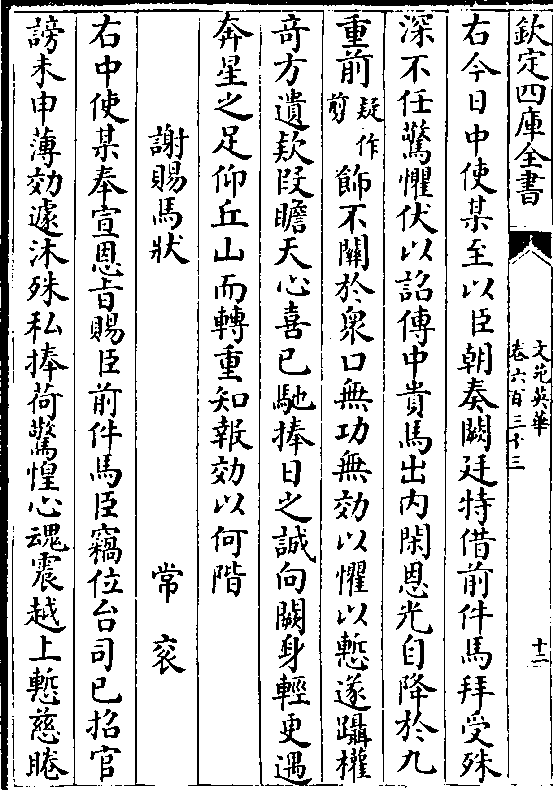 欽定四庫全書
文苑英華
卷六百三十三
十二
右今日中使某至以臣朝奏闕廷特借前件馬拜受殊
深不任驚懼伏以詔傳中貴馬出内閑恩光自降於九
重前疑作剪飾不闗於衆口無功無効以懼以慙遂躡權
奇方遺欵段瞻天心喜已馳捧日之誠向闕身輕更遇
奔星之足仰丘山而轉重知報効以何階
謝賜馬狀 常衮
右中使某奉宣恩旨賜臣前件馬臣竊位台司已招官
謗未申薄効遽沐殊私捧荷驚惶心魂震越上慙慈睠